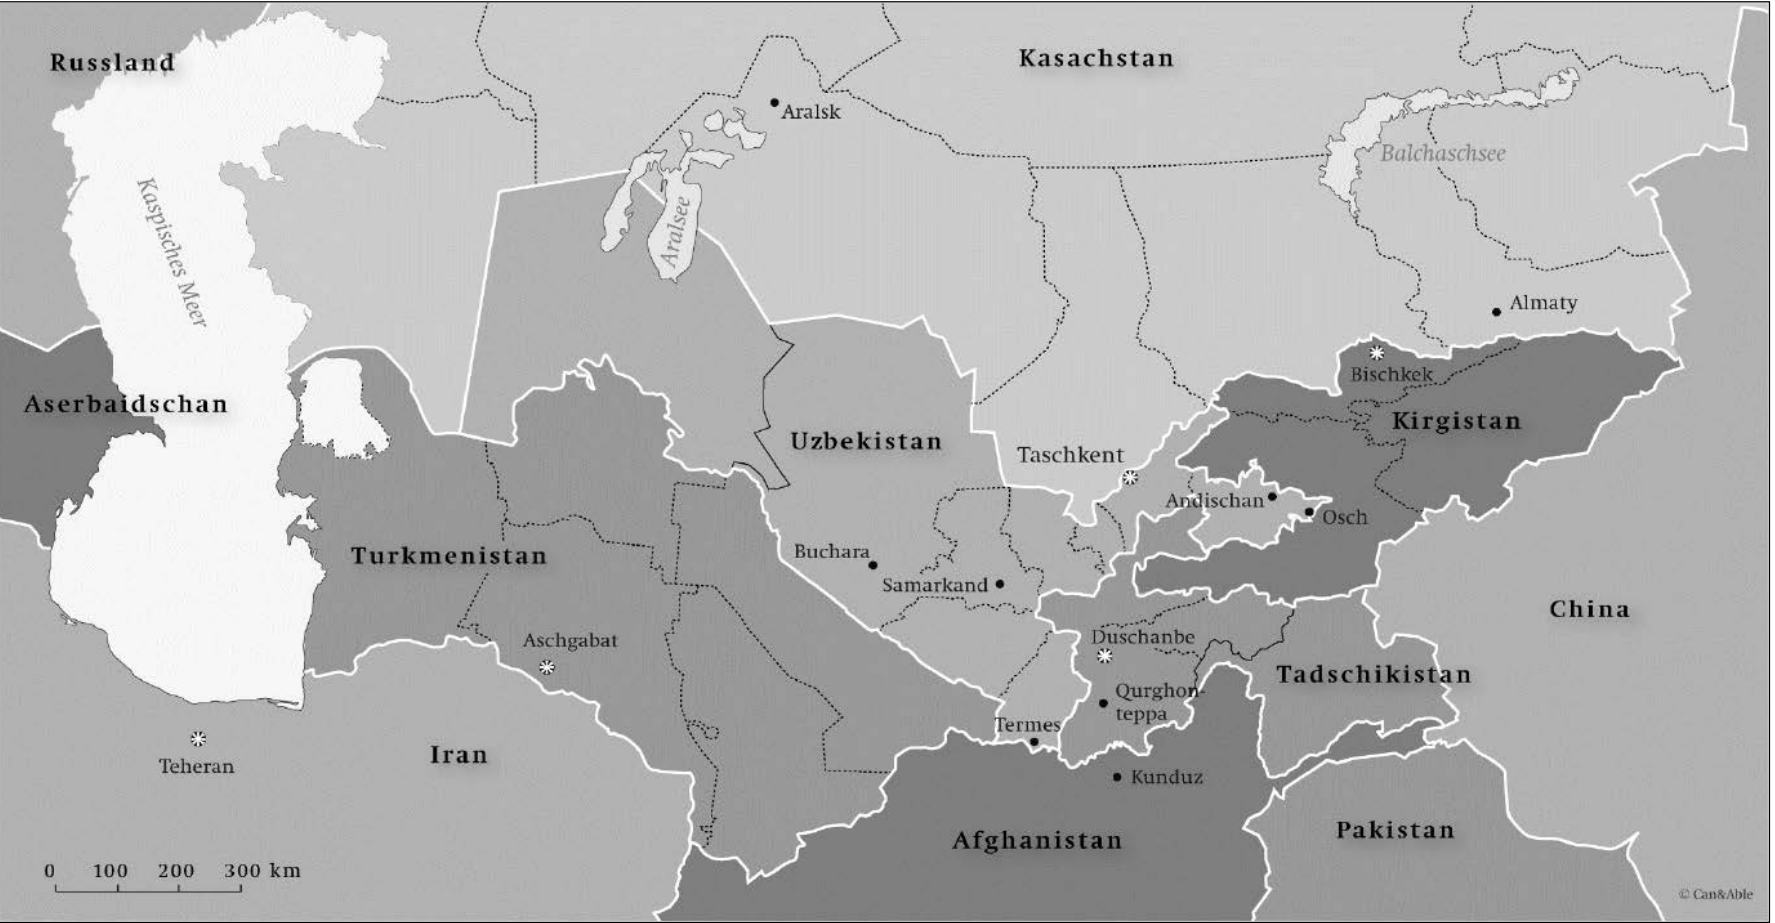 Russland
Kasachstan
Aralsk
Balchaschsee
Kaspisches Meer
Aralsee
Almaty
Bischkek
Aserbaidschan
Kirgistan
Uzbekistan
Taschkent
Andischan
Osch
Turkmenistan
Buchara
Samarkand
China
Aschgabat
Duschanbe
Tadschikistan
Qurghon-
teppa
Termes
Iran
Teheran
Kunduz
Afghanistan
Pakistan
0 100 200 300 km
© Can&Able